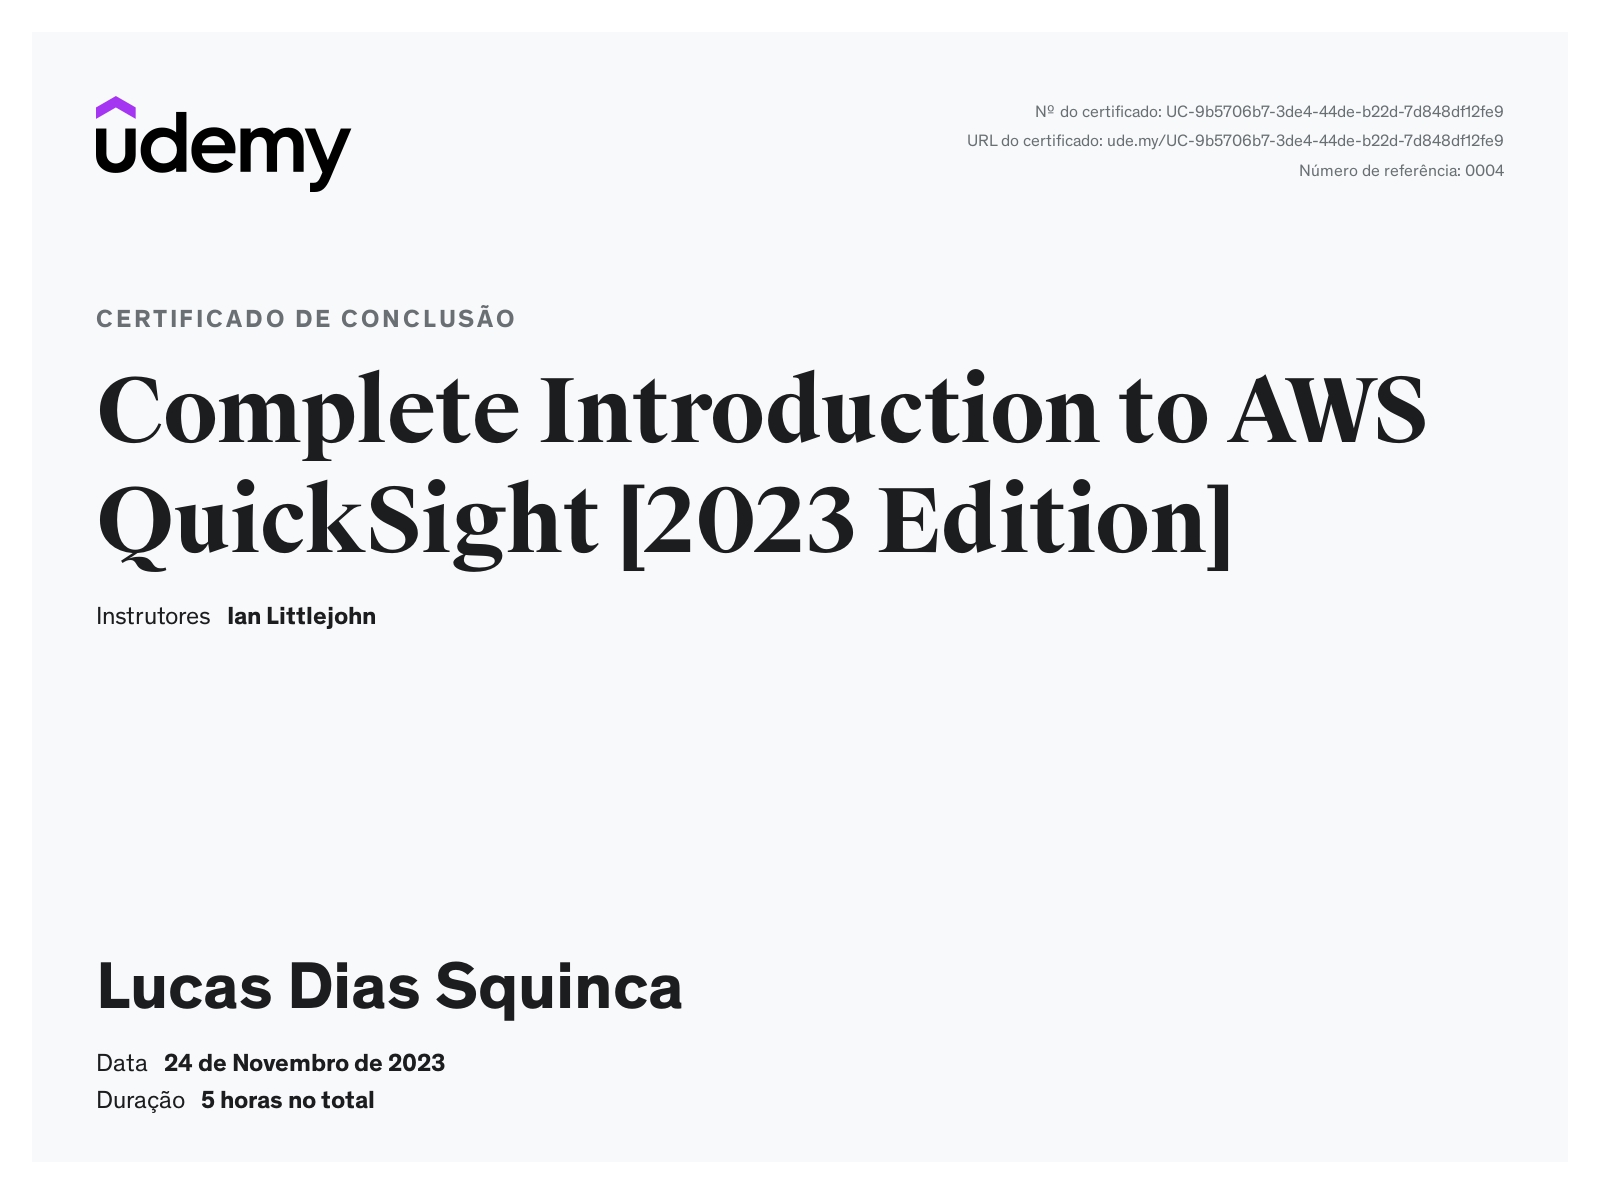 udemy
Nº do certificado: UC-9b5706b7-3de4-44de-b22d-7d848df12fe9
URL do certificado: ude.my/UC-9b5706b7-3de4-44de-b22d-7d848df12fe9
Número de referência: 0004
CERTIFICADO DE CONCLUSÃO
Complete Introduction to AWS
QuickSight [2023 Edition]
Instrutores Ian Littlejohn
Lucas Dias Squinca
Data 24 de Novembro de 2023
Duração 5 horas no total